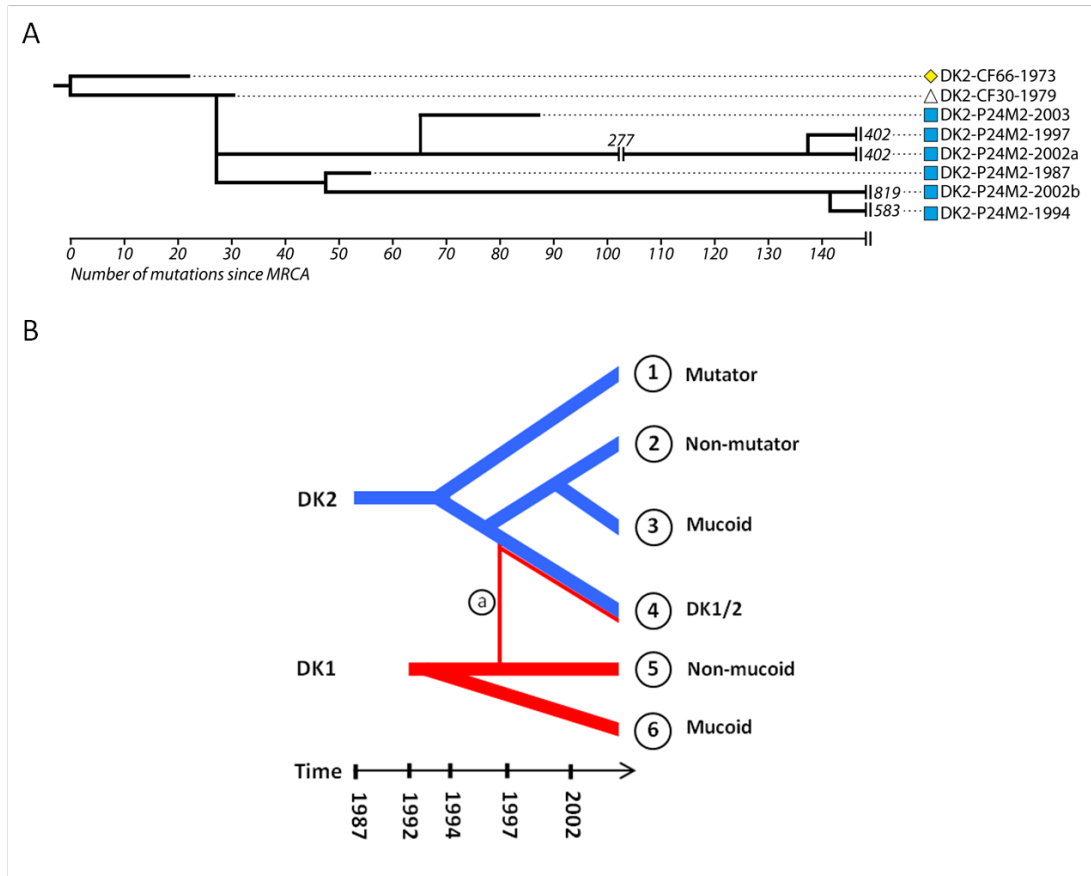 A
DK2-CF66-1973
DK2-CF30-1979
DK2-P24M2-2003
277
402
DK2-P24M2-1997
402
DK2-P24M2-2002a
DK2-P24M2-1987
819
DK2-P24M2-2002b
583
DK2-P24M2-1994
0 10 20 30 40 50 60 70 80 90 100 110 120 130 140
Number of mutations since MRCA
B
1 Mutator
2 Non-mutator
DK2
3 Mucoid
a
4 DK1/2
DK1
5 Non-mucoid
6 Mucoid
Time
1987 1992 1994 1997 2002